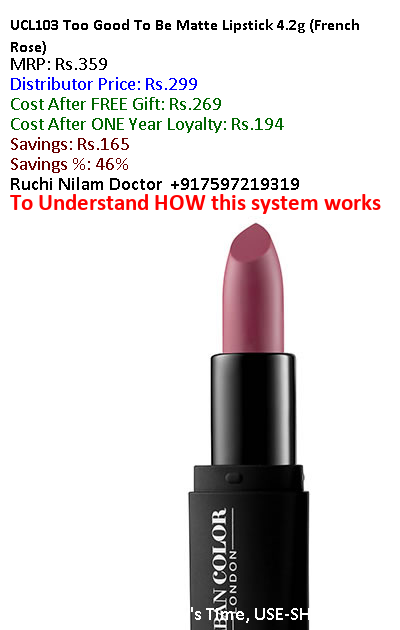 UCL103 Too Good To Be Matte Lipstick 4.2g (French
Rose)
MRP: Rs.359
Distributor Price: Rs.299
Cost After FREE Gift: Rs.269
Cost After ONE Year Loyalty: Rs.194
Savings: Rs.165
Savings %: 46%
Ruchi Nilam Doctor +917597219319
To Understand HOW this system works
COLOR
LONDON
Time,